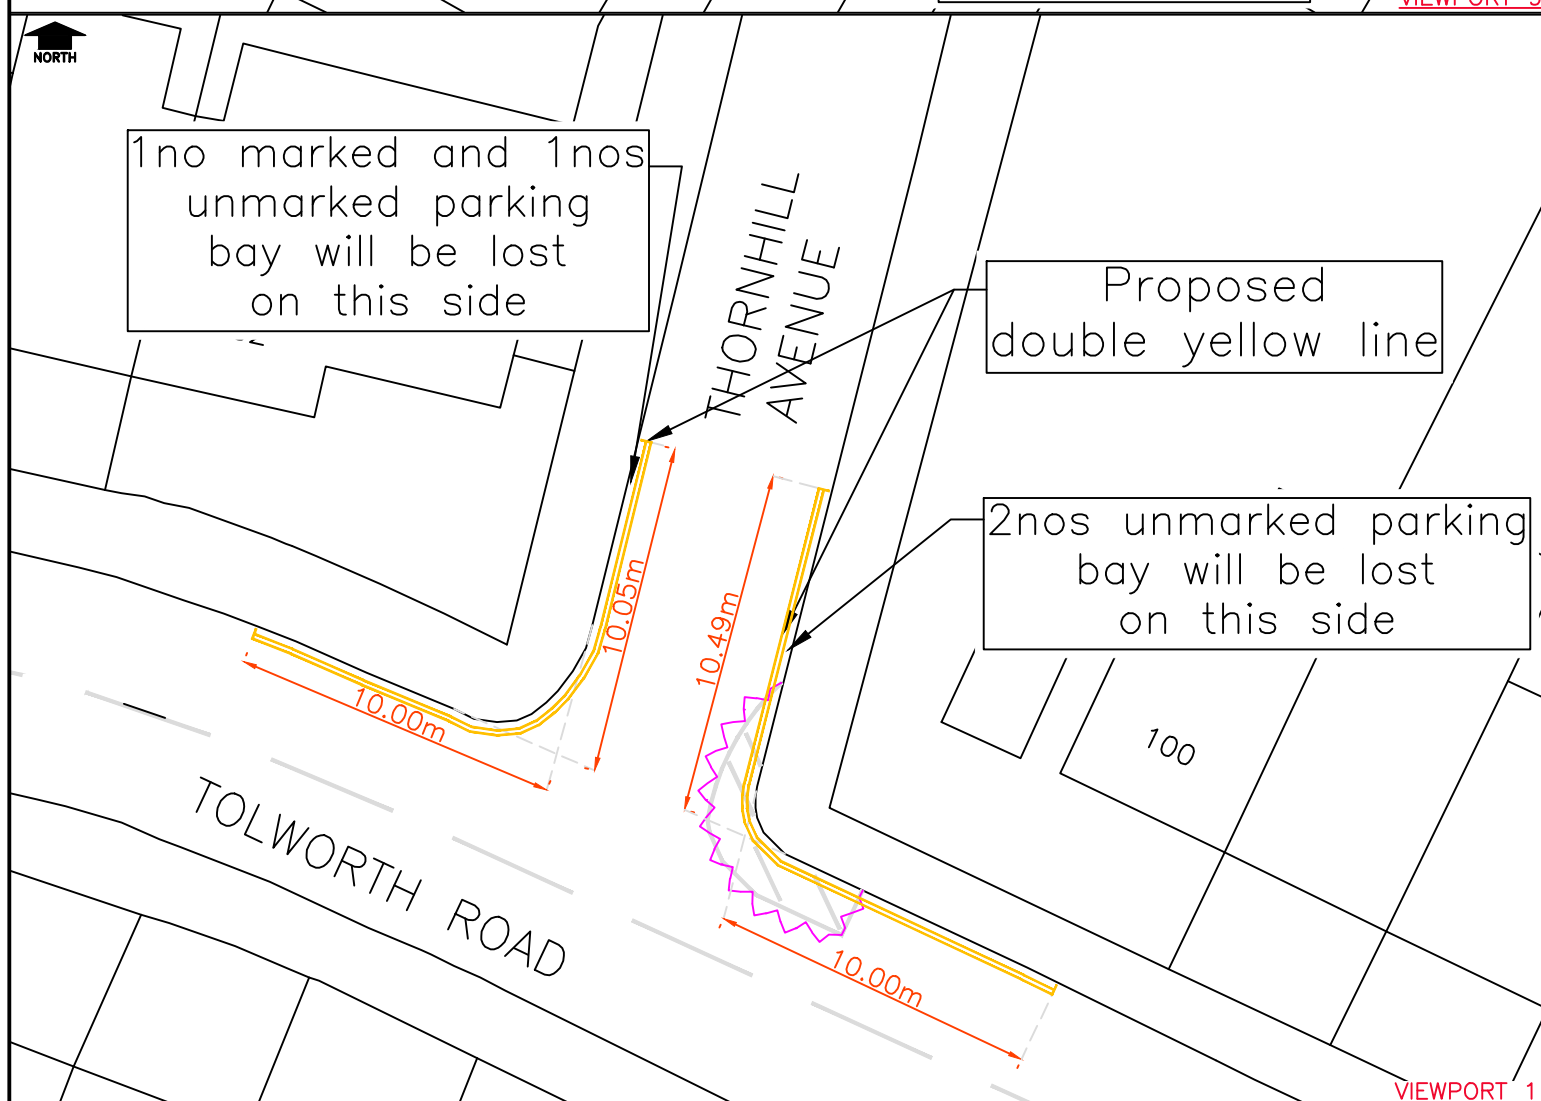 VIEWPORT
NORTH
1no marked and 1nos
unmarked parking
bay will be lost
on this side
THORNHILL
AVENUE
Proposed
double yellow line
2nos unmarked parking
bay will be lost
on this side
10.05m
10.49m
10.00m
100
TOLWORTH ROAD
10.00m
VIEWPORT 1